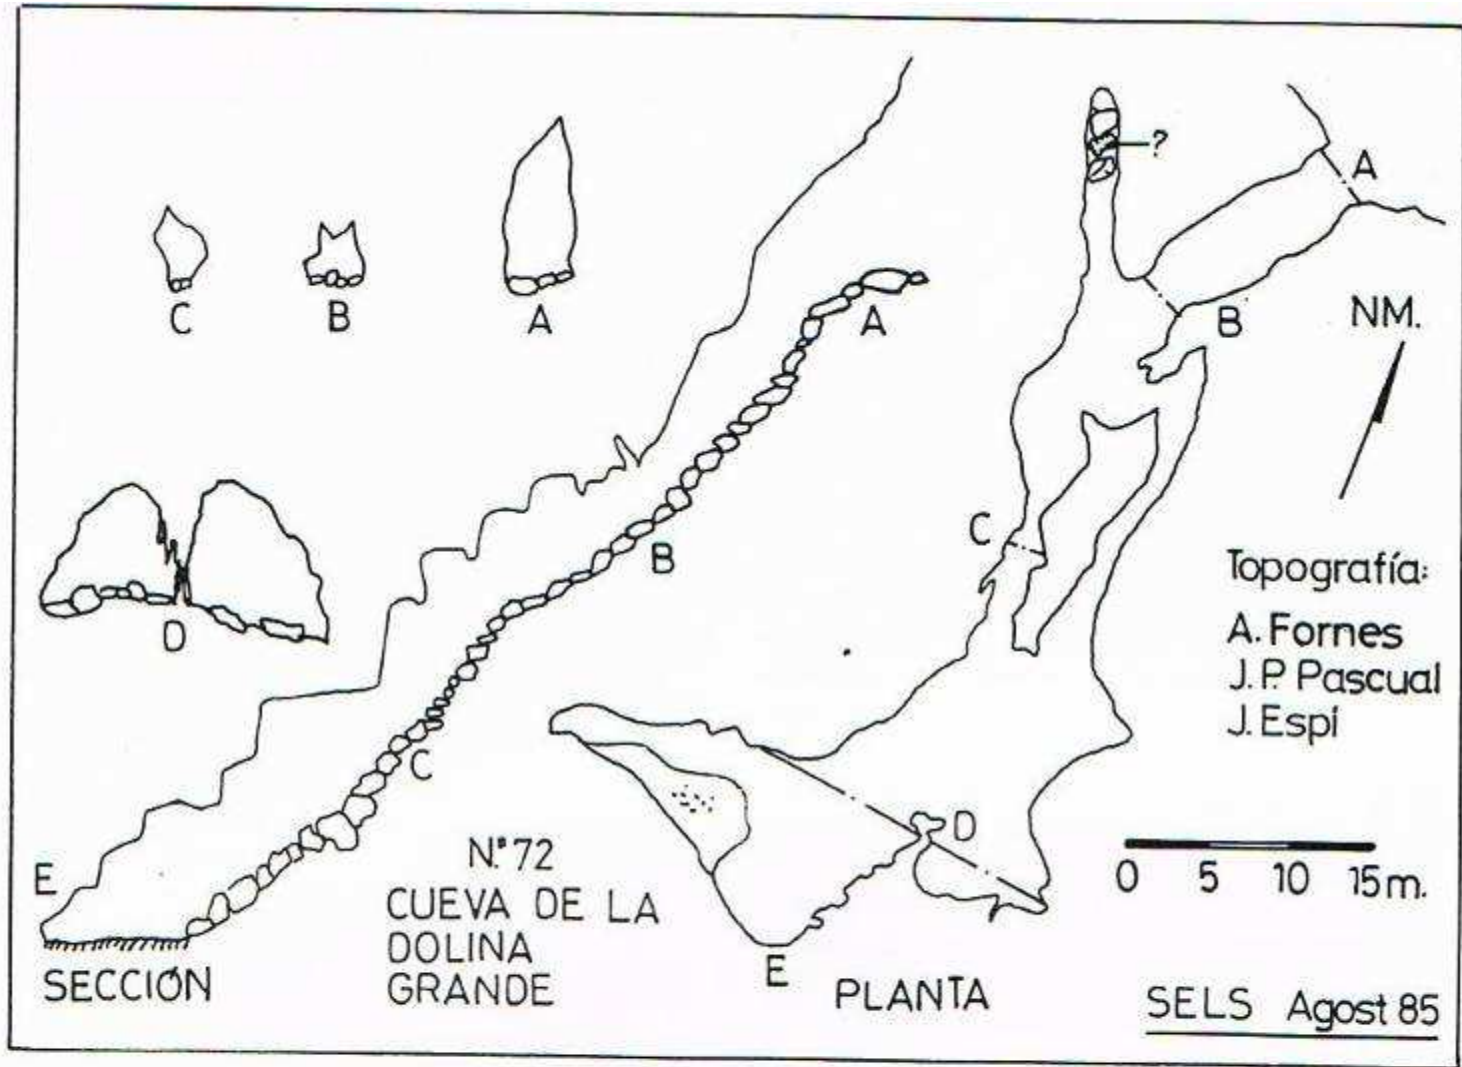 ?
A
C
B
A
A
B
NM.
C
B
D
Topografía:
A. Fornes
J. P. Pascual
J. Espí
C
D
E
N.º 72
CUEVA DE LA
DOLINA
GRANDE
0 5 10 15 m.
E
SECCIÓN
PLANTA
SELS Agost 85